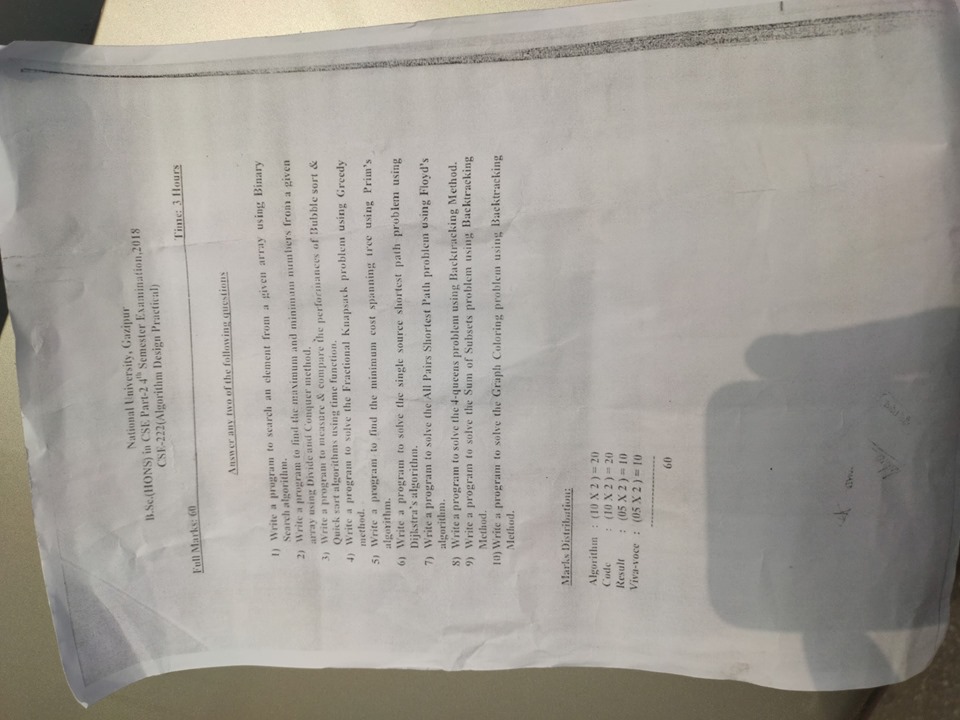 National University, Gazipur
B.Sc.(HONS) in CSE Part-2 4th Semester Examination,2018
CSE-222(Algorithm Design Practical)
Full Marks: 60 Time: 3 Hours
Answer any two of the following questions
1) Write a program to search an element from a given array using Binary
Search algorithm.
2) Write a program to find the maximum and minimum numbers from a given
array using Divide and Conquer method.
3) Write a program to measure & compare the performances of Bubble sort &
Quick sort algorithms using time function.
4) Write a program to solve the Fractional Knapsack problem using Greedy
method.
5) Write a program to find the minimum cost spanning tree using Prim's
algorithm.
6) Write a program to solve the single source shortest path problem using
Dijkstra's algorithm.
7) Write a program to solve the All Pairs Shortest Path problem using Floyd's
algorithm.
8) Write a program to solve the 4-queens problem using Backtracking Method.
9) Write a program to solve the Sum of Subsets problem using Backtracking
Method.
10) Write a program to solve the Graph Coloring problem using Backtracking
Method.
Marks Distribution:
Algorithm : (10 X 2) = 20
Code : (10 X 2) = 20
Result : (05 X 2) = 10
Viva-voce : (05 X 2) = 10
60